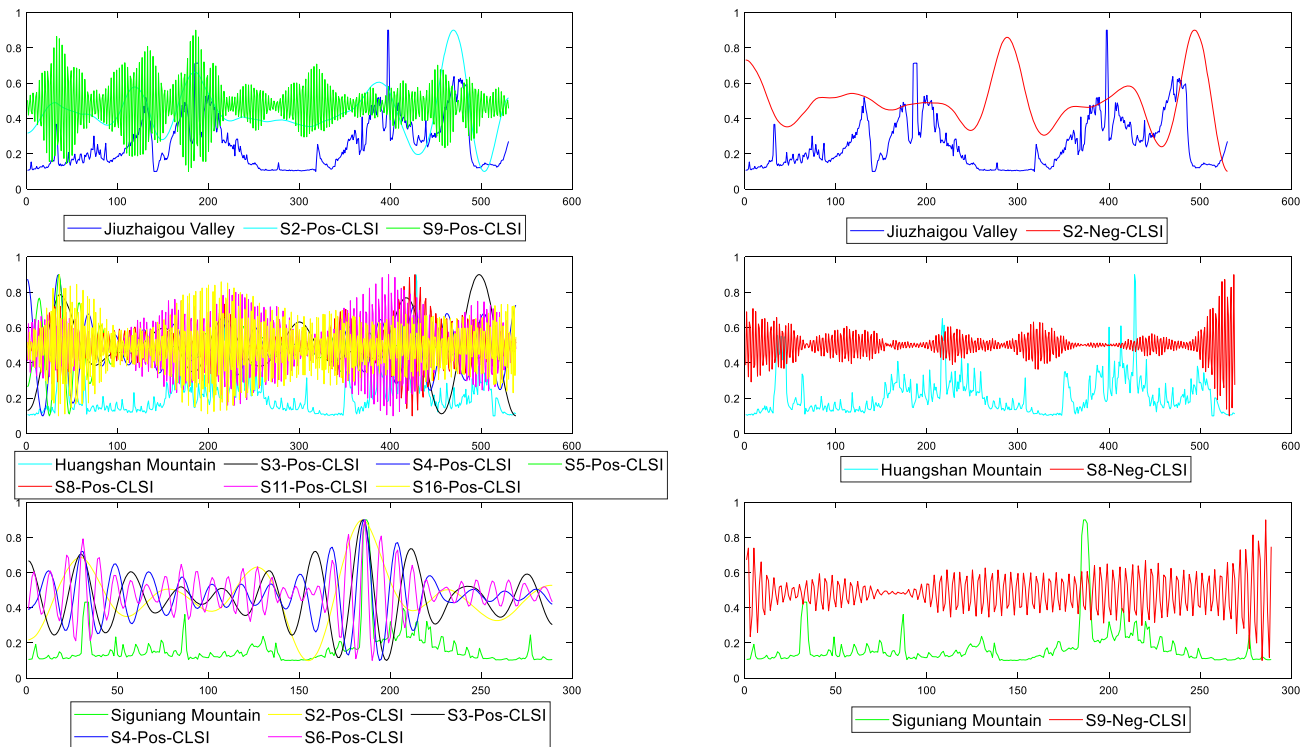 1
0.8
0.6
0.4
0.2
0
0 100 200 300 400 500 600
Jiuzhaigou Valley S2-Pos-CLSI S9-Pos-CLSI
1
0.8
0.6
0.4
0.2
0
0 100 200 300 400 500 600
Jiuzhaigou Valley S2-Neg-CLSI
1
0.8
0.6
0.4
0.2
0
0 100 200 300 400 500 600
Huangshan Mountain S3-Pos-CLSI S4-Pos-CLSI S5-Pos-CLSI
S8-Pos-CLSI S11-Pos-CLSI S16-Pos-CLSI
1
0.8
0.6
0.4
0.2
0
0 100 200 300 400 500 600
Huangshan Mountain S8-Neg-CLSI
1
0.8
0.6
0.4
0.2
0
0 50 100 150 200 250 300
Siguniang Mountain S2-Pos-CLSI S3-Pos-CLSI
S4-Pos-CLSI S6-Pos-CLSI
1
0.8
0.6
0.4
0.2
0
0 50 100 150 200 250 300
Siguniang Mountain S9-Neg-CLSI